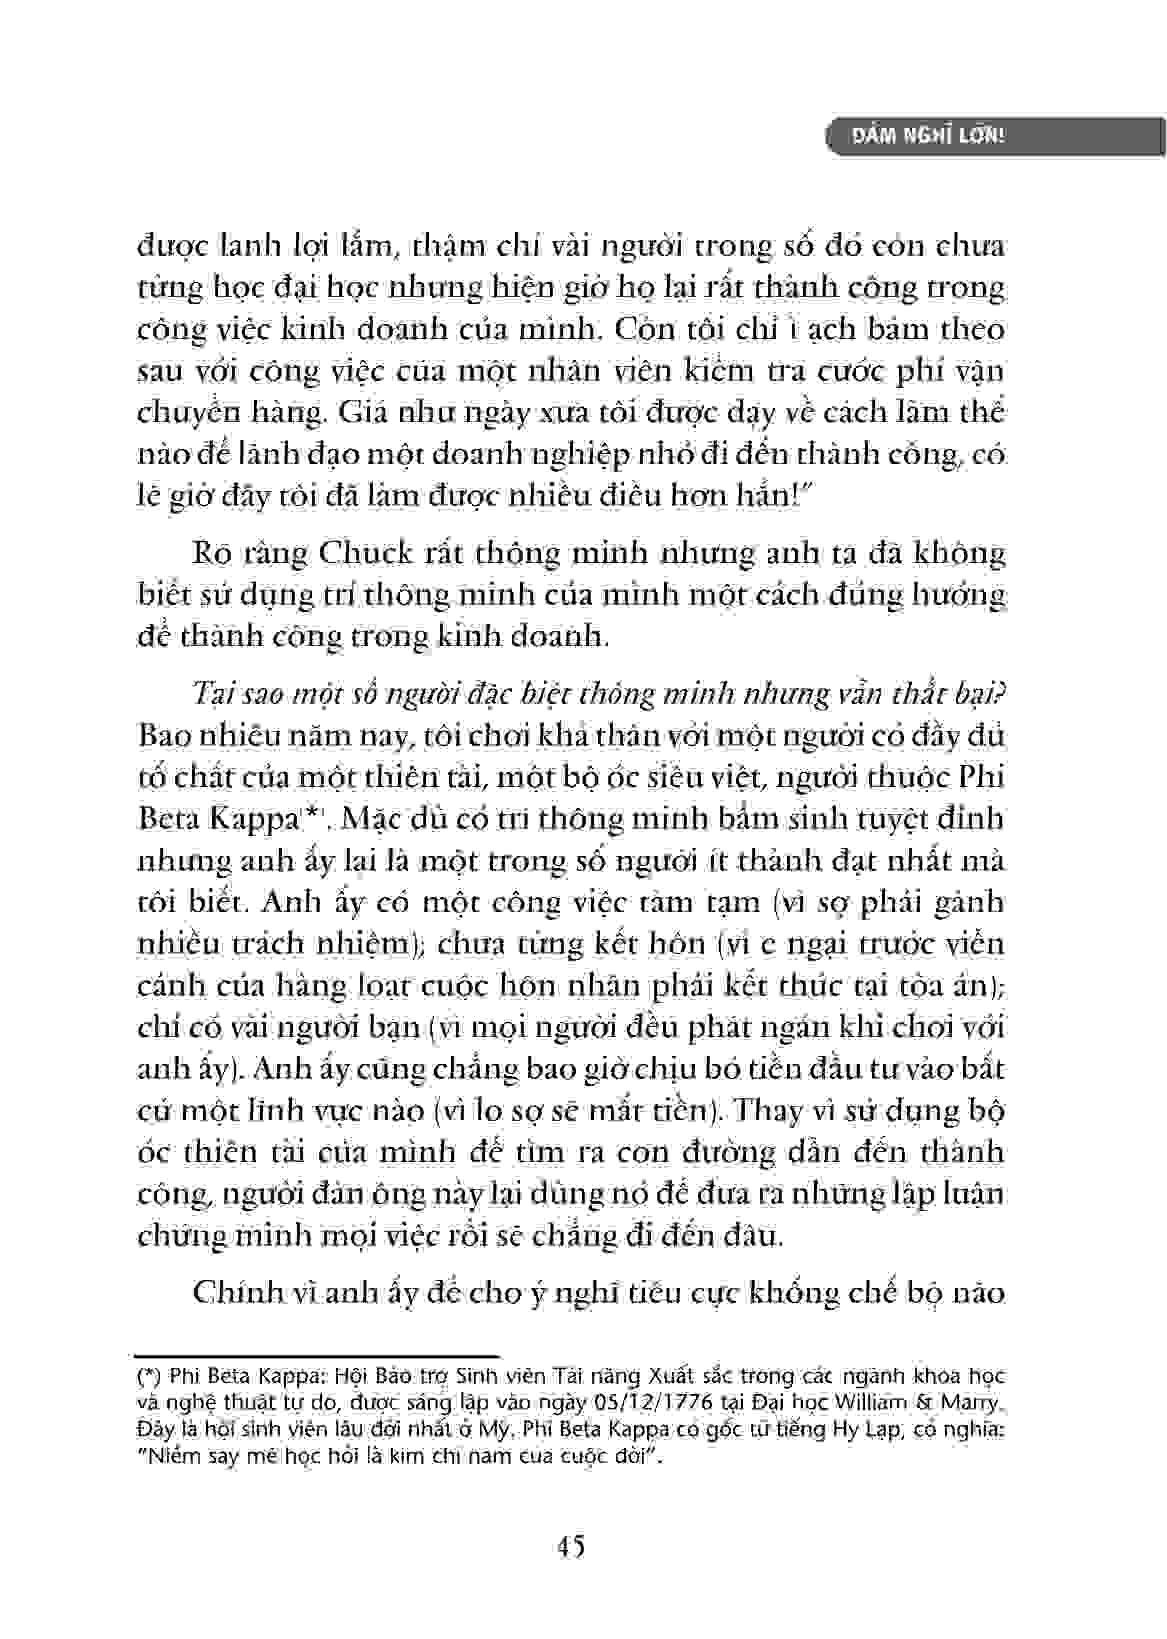 DÁM NGHĨ LỚN!
được lanh lợi lắm, thậm chí vài người trong số đó còn chưa
từng học đại học nhưng hiện giờ họ lại rất thành công trong
công việc kinh doanh của mình. Còn tôi chỉ ì ạch bám theo
sau với công việc của một nhân viên kiểm tra cước phí vận
chuyển hàng. Giá như ngày xưa tôi được dạy về cách làm thế
nào để lãnh đạo một doanh nghiệp nhỏ đi đến thành công, có
lẽ giờ đây tôi đã làm được nhiều điều hơn hẳn!”
Rõ ràng Chuck rất thông minh nhưng anh ta đã không
biết sử dụng trí thông minh của mình một cách đúng hướng
để thành công trong kinh doanh.
Tại sao một số người đặc biệt thông minh nhưng vẫn thất bại?
Bao nhiêu năm nay, tôi chơi khá thân với một người có đầy đủ
tố chất của một thiên tài, một bộ óc siêu việt, người thuộc Phi
Beta Kappa(*). Mặc dù có trí thông minh bẩm sinh tuyệt đỉnh
nhưng anh ấy lại là một trong số người ít thành đạt nhất mà
tôi biết. Anh ấy có một công việc tàm tạm (vì sợ phải gánh
nhiều trách nhiệm); chưa từng kết hôn (vì e ngại trước viễn
cảnh của hàng loạt cuộc hôn nhân phải kết thúc tại tòa án);
chỉ có vài người bạn (vì mọi người đều phát ngán khi chơi với
anh ấy). Anh ấy cũng chẳng bao giờ chịu bỏ tiền đầu tư vào bất
cứ một lĩnh vực nào (vì lo sợ sẽ mất tiền). Thay vì sử dụng bộ
óc thiên tài của mình để tìm ra con đường dẫn đến thành
công, người đàn ông này lại dùng nó để đưa ra những lập luận
chứng minh mọi việc rồi sẽ chẳng đi đến đâu.
Chính vì anh ấy để cho ý nghĩ tiêu cực khống chế bộ não
(*) Phi Beta Kappa: Hội Bảo trợ Sinh viên Tài năng Xuất sắc trong các ngành khoa học
và nghệ thuật tự do, được sáng lập vào ngày 05/12/1776 tại Đại học William & Marry.
Đây là hội sinh viên lâu đời nhất ở Mỹ. Phi Beta Kappa có gốc từ tiếng Hy Lạp, có nghĩa:
“Niềm say mê học hỏi là kim chỉ nam của cuộc đời”.
45